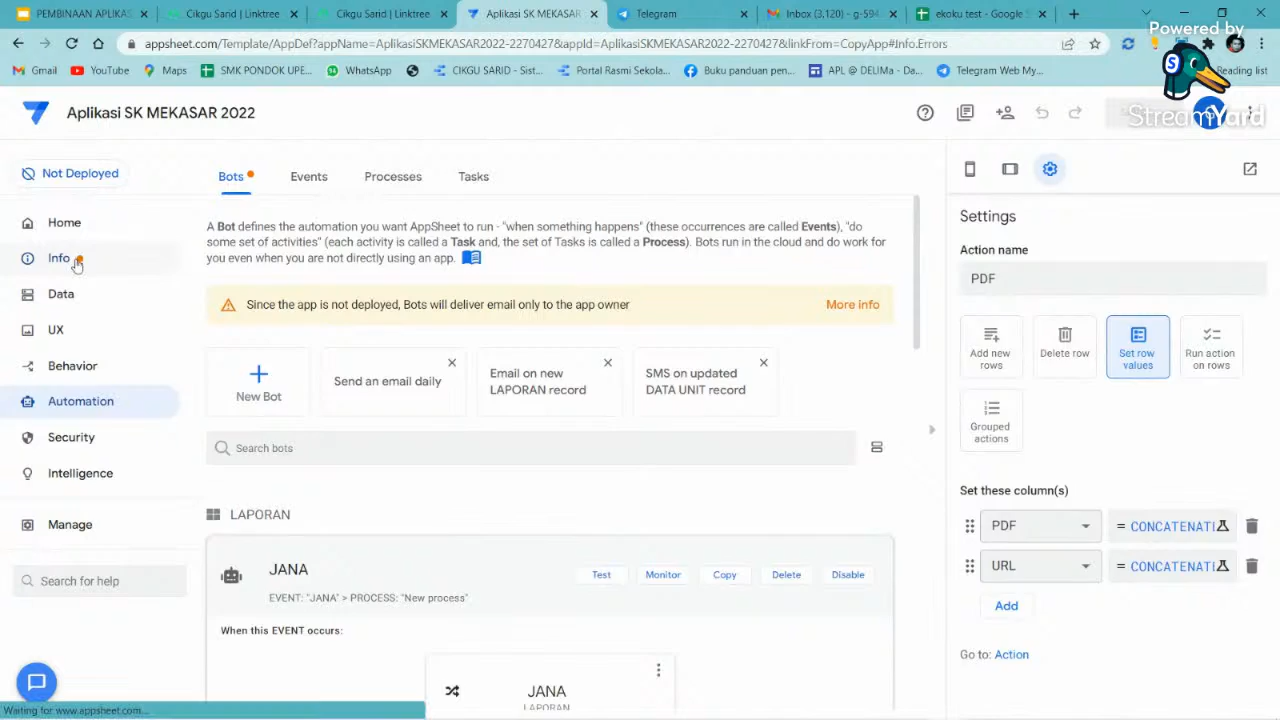 PENDAHULUAN APLIKAS
Cikgu Sarid | Linktree
Cikgu Sarid | Linktree
Aplikasi SK MEKASAR
Telegram
Inbox (3,120) - g-594
ekoku test - Google S
Powered by
appsheet.com/Template/AppDef?appName=AplikasiSKMEKASAR2022-2270427&appId=AplikasiSKMEKASAR2022-2270427&linkFrom=CopyApp#Info.Errors
Gmail
YouTube
Maps
SMK PONDOK UPE...
WhatsApp
CIKGU SARID - Sist...
Portal Rasmi Sekola...
Buku panduan pen...
APL @ DELIMa - Da...
Telegram Web My...
Reading list
StreamYard
Aplikasi SK MEKASAR 2022
Not Deployed
Home
Info
Data
UX
Behavior
Automation
Security
Intelligence
Manage
Search for help
Bots
Events
Processes
Tasks
A Bot defines the automation you want AppSheet to run - "when something happens" (these occurrences are called Events), "do
some set of activities" (each activity is called a Task and, the set of Tasks is called a Process). Bots run in the cloud and do work for
you even when you are not directly using an app.
Since the app is not deployed, Bots will deliver email only to the app owner
More info
New Bot
Send an email daily
Email on new
LAPORAN record
SMS on updated
DATA UNIT record
Search bots
LAPORAN
JANA
EVENT: "JANA" > PROCESS: "New process"
Test
Monitor
Copy
Delete
Disable
When this EVENT occurs:
JANA
LAPORAN
Settings
Action name
PDF
Add new
rows
Delete row
Set row
values
Run action
on rows
Grouped
actions
Set these column(s)
PDF
= CONCATENATI
URL
= CONCATENATI
Add
Go to: Action
Waiting for www.appsheet.com...